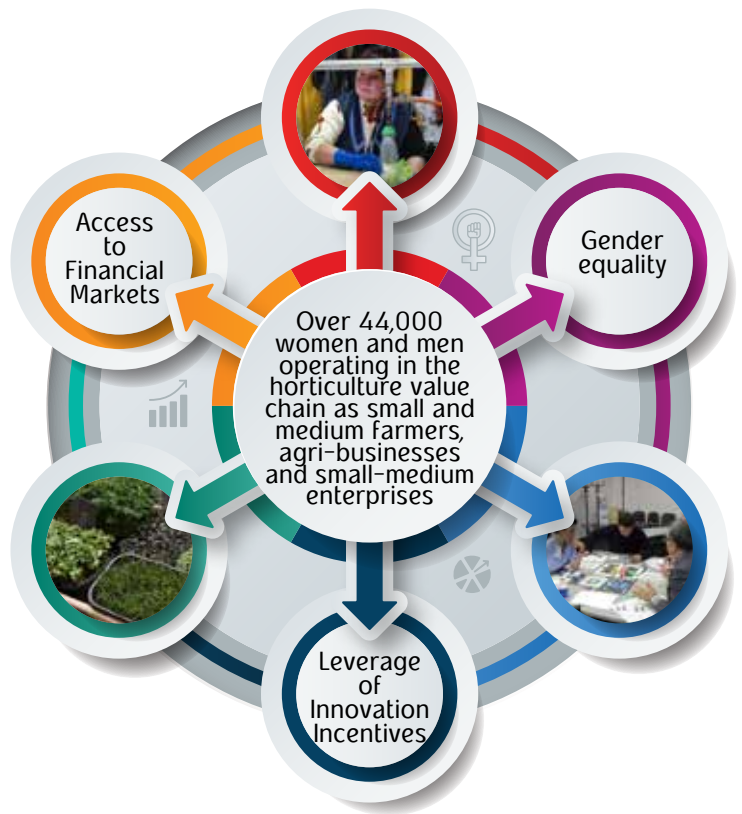 Access
to
Financial
Markets
Gender
equality
Over 44,000
women and men
operating in the
horticulture value
chain as small and
medium farmers,
agri-businesses
and small-medium
enterprises
Leverage
of
Innovation
Incentives